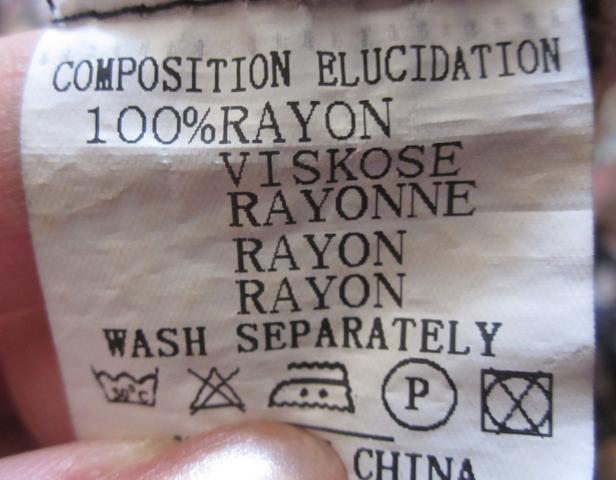 COMPOSITION ELUCIDATION
100%RAYON
VISKOSE
RAYONNE
RAYON
RAYON
WASH SEPARATELY
30°C P
CHINA